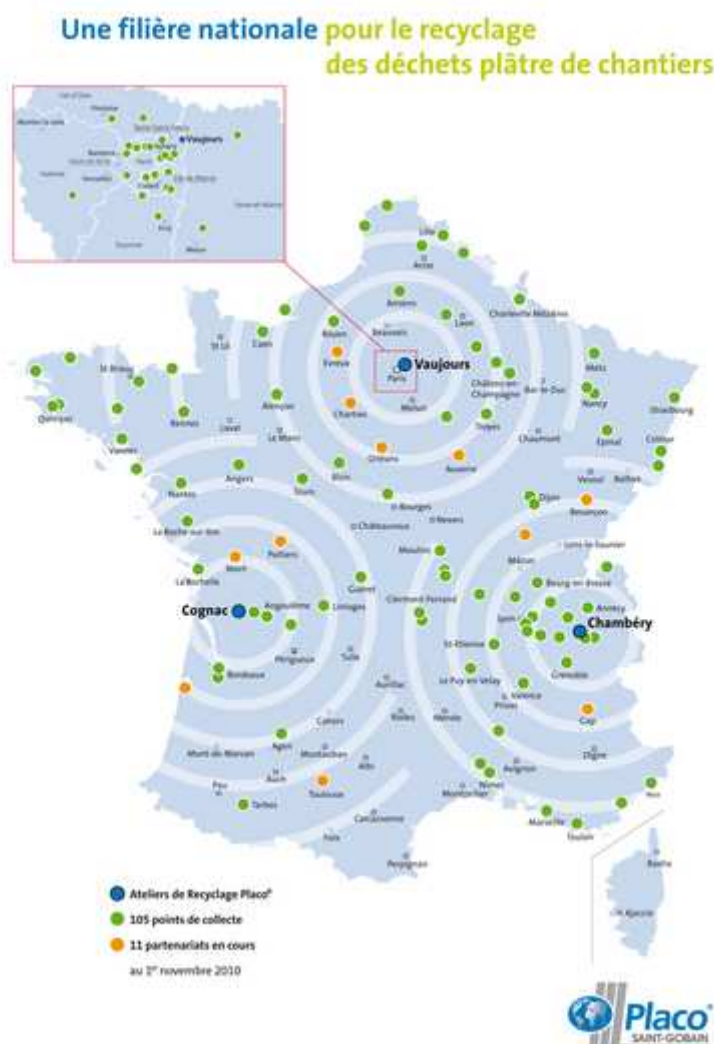 Une filière nationale pour le recyclage
des déchets plâtre de chantiers
Vaujours
Lille
Arras
Amiens
Charleville Mézières
Rouen
Beauvais
Laon
St Lô
Caen
Evreux
Paris
Vaujours
Metz
Châlons-en-
Champagne
Bar-le-Duc
Nancy
Strasbourg
St Brieuc
Quimper
Rennes
Alençon
Chartres
Melun
Troyes
Laval
Le Mans
Chaumont
Epinal
Colmar
Vannes
Orléans
Auxerre
Angers
Blois
Vesoul
Belfort
Nantes
Tours
Bourges
Dijon
Besançon
La Roche-sur-Yon
Châteauroux
Nevers
Poitiers
Moulins
Lons-le-Saunier
Niort
Mâcon
La Rochelle
Guéret
Bourg-en-Bresse
Cognac
Angoulême
Limoges
Clermont-Ferrand
Lyon
Annecy
Chambéry
St-Etienne
Périgueux
Tulle
Grenoble
Bordeaux
Aurillac
Le Puy-en-Velay
Valence
Privas
Cahors
Rodez
Mende
Gap
Agen
Mont-de-Marsan
Montauban
Digne
Albi
Avignon
Nîmes
Auch
Pau
Toulouse
Montpellier
Nice
Tarbes
Marseille
Carcassonne
Toulon
Foix
Perpignan
Bastia
Ajaccio
Ateliers de Recyclage Placo®
105 points de collecte
11 partenariats en cours
au 1er novembre 2010
Placo®
SAINT-GOBAIN